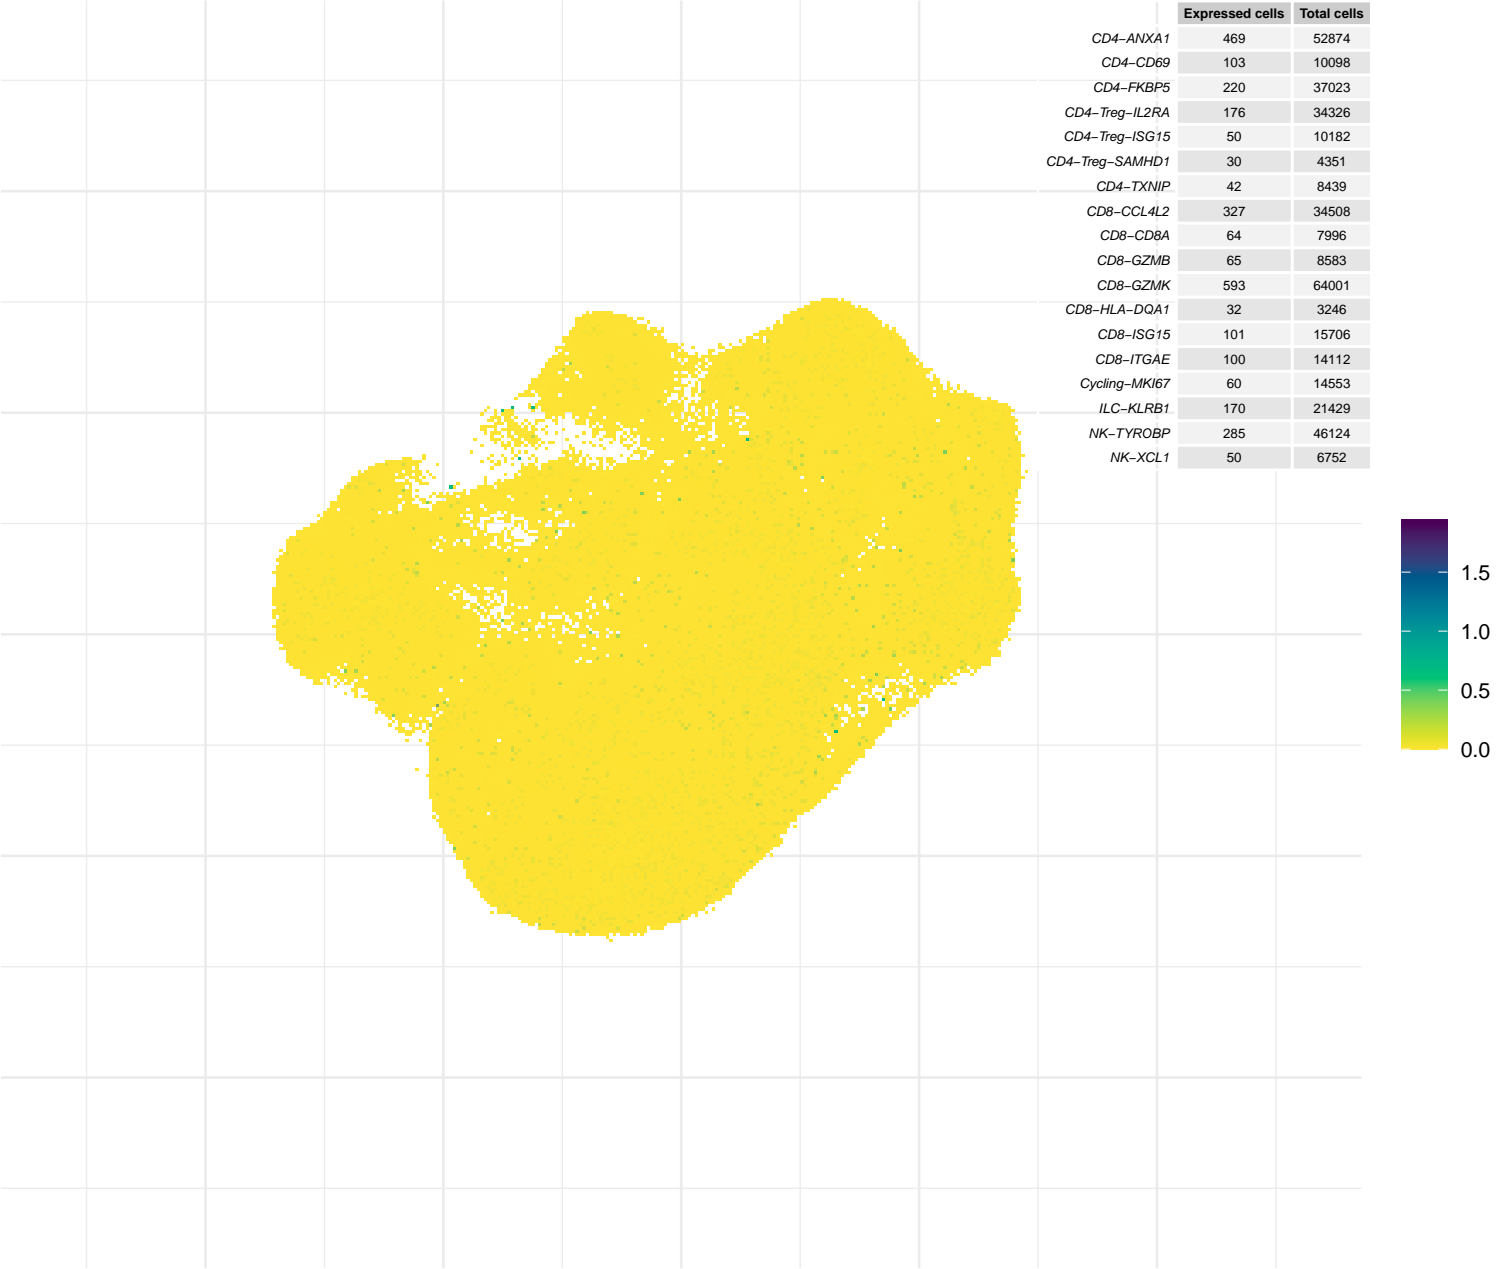 Expressed cells Total cells
CD4−ANXA1 469 52874
CD4−CD69 103 10098
CD4−FKBP5 220 37023
CD4−Treg−IL2RA 176 34326
CD4−Treg−ISG15 50 10182
CD4−Treg−SAMHD1 30 4351
CD4−TXNIP 42 8439
CD8−CCL4L2 327 34508
CD8−CD8A 64 7996
CD8−GZMB 65 8583
CD8−GZMK 593 64001
CD8−HLA−DQA1 32 3246
CD8−ISG15 101 15706
CD8−ITGAE 100 14112
Cycling−MKI67 60 14553
ILC−KLRB1 170 21429
NK−TYROBP 285 46124
NK−XCL1 50 6752
1.5
1.0
0.5
0.0